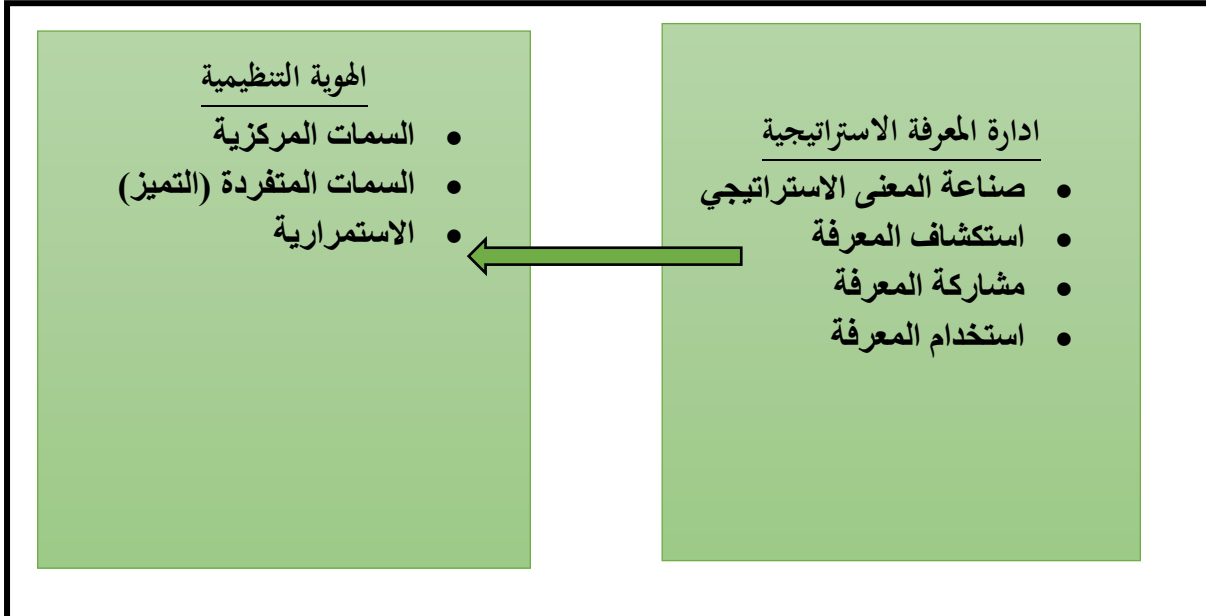 ادارة المعرفة الاستراتيجية
• صناعة المعنى الاستراتيجي
• استكشاف المعرفة
• مشاركة المعرفة
• استخدام المعرفة
الهوية التنظيمية
• السمات المركزية
• السمات المتفردة (التميز)
• الاستمرارية